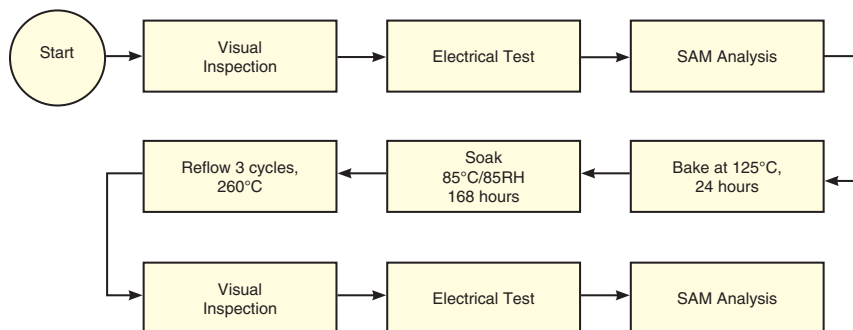 Start
Visual
Inspection
Electrical Test
SAM Analysis
Bake at 125°C,
24 hours
Soak
85°C/85RH
168 hours
Reflow 3 cycles,
260°C
Visual
Inspection
Electrical Test
SAM Analysis